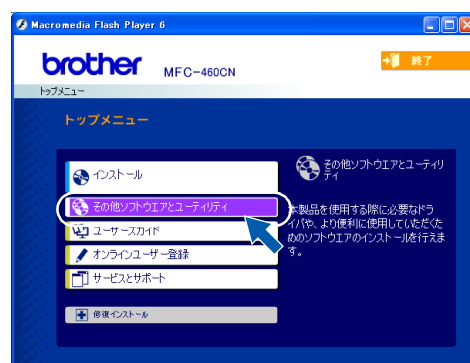 Macromedia Flash Player 6
brother MFC-460CN
終了
トップメニュー
トップメニュー
インストール
その他ソフトウエアとユーティリティ
ユーザーズガイド
オンラインユーザー登録
サービスとサポート
修復インストール
その他ソフトウエアとユーティリ
ティ
本製品を使用する際に必要なドラ
イバや、より便利に使用していただくた
めのソフトウエアのインストールを行えま
す。